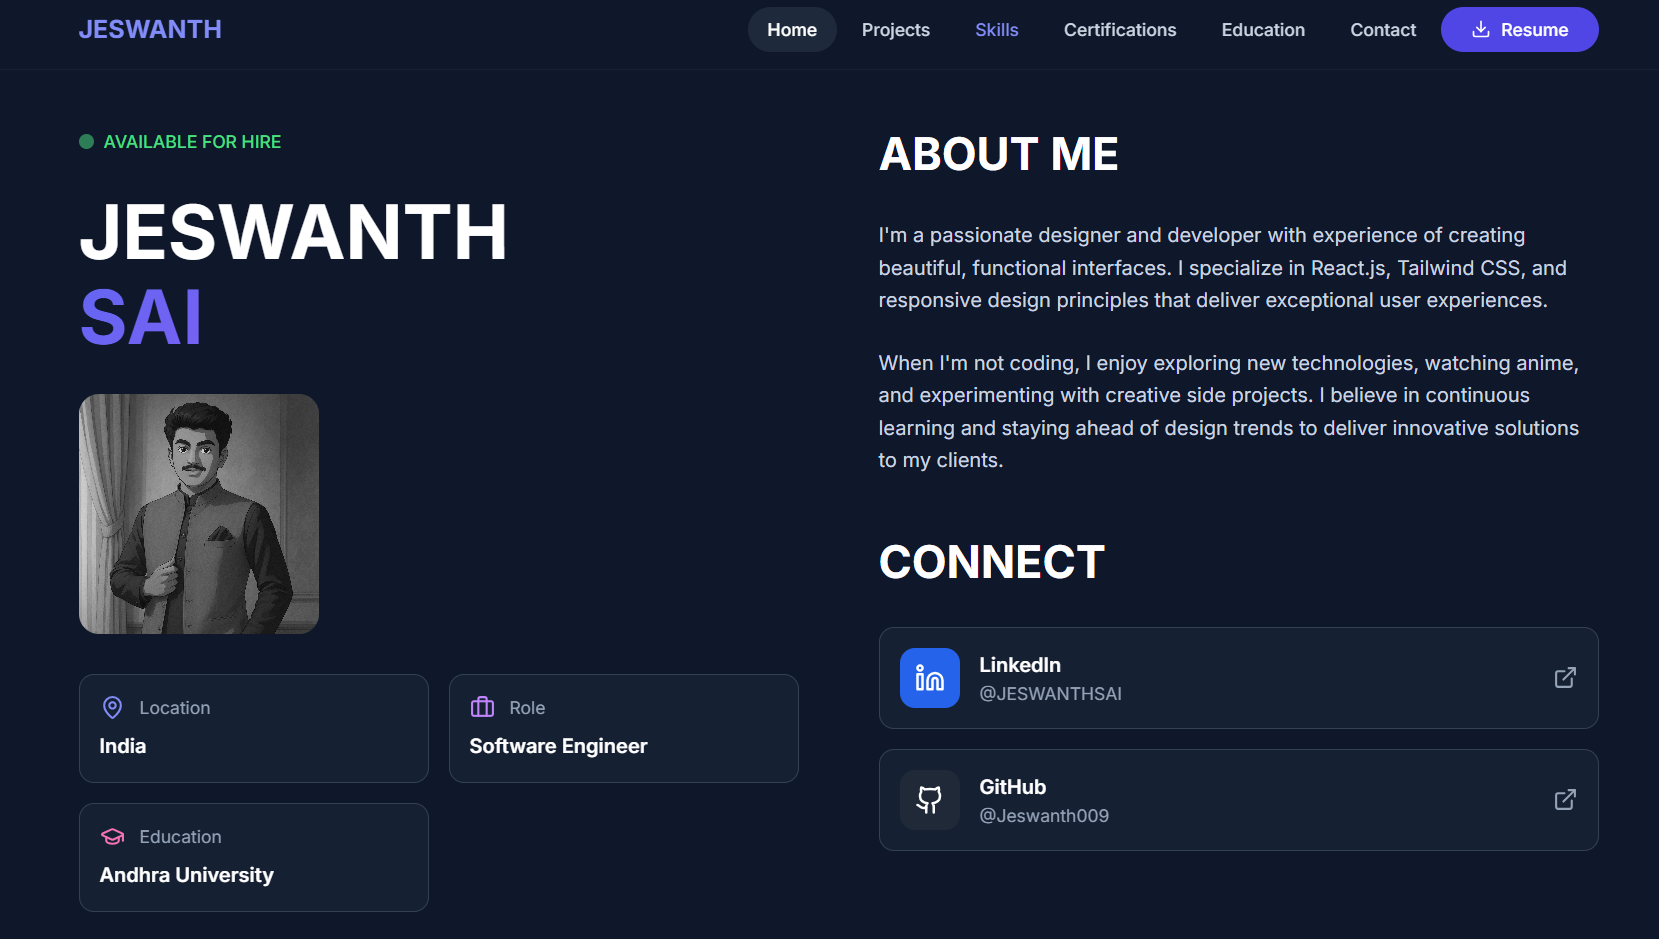 JESWANTH
Home
Projects
Skills
Certifications
Education
Contact
Resume
AVAILABLE FOR HIRE
JESWANTH
SAI
Location
India
Role
Software Engineer
Education
Andhra University
ABOUT ME
I'm a passionate designer and developer with experience of creating
beautiful, functional interfaces. I specialize in React.js, Tailwind CSS, and
responsive design principles that deliver exceptional user experiences.
When I'm not coding, I enjoy exploring new technologies, watching anime,
and experimenting with creative side projects. I believe in continuous
learning and staying ahead of design trends to deliver innovative solutions
to my clients.
CONNECT
in
LinkedIn
@JESWANTHSAI
GitHub
@Jeswanth009